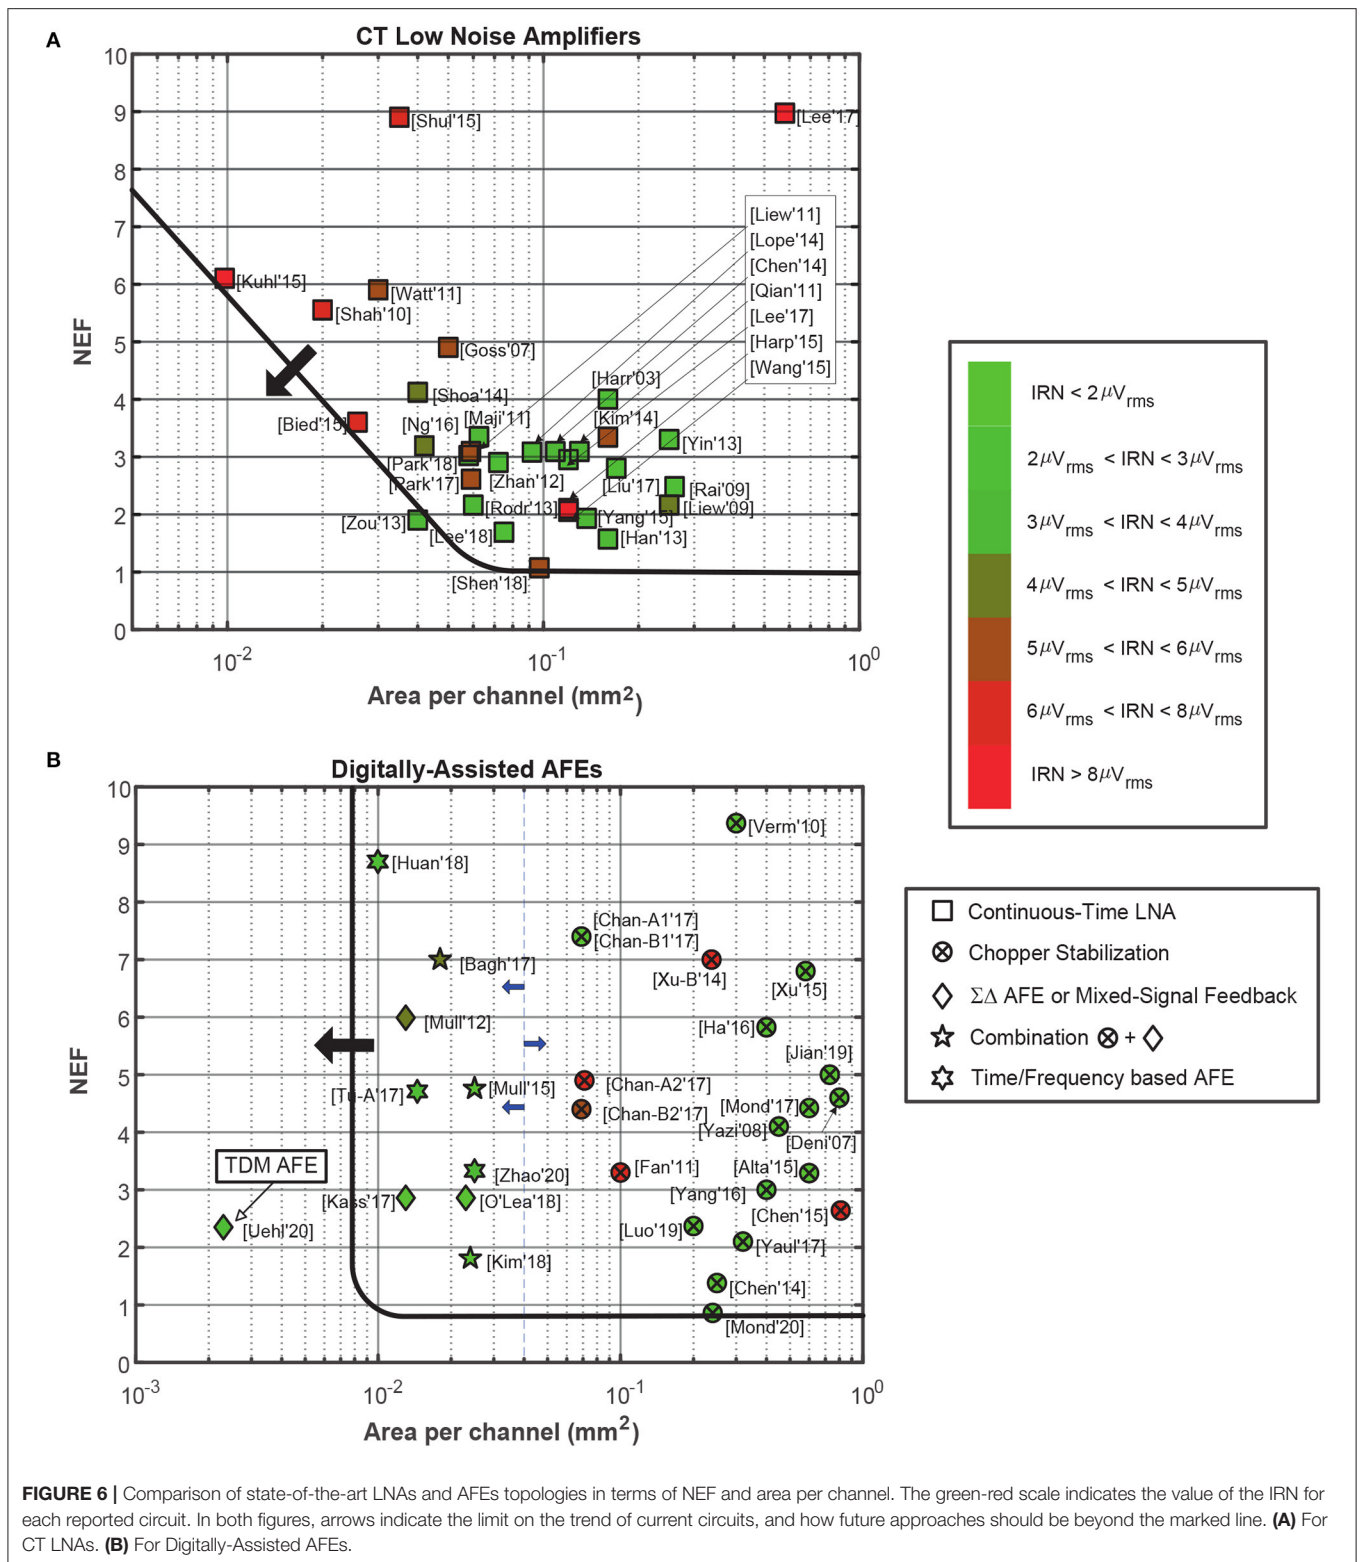 A
CT Low Noise Amplifiers
10
9
8
7
6
5
4
3
2
1
0
NEF
[Shul'15]
[Lee'17]
[Liew'11]
[Lope'14]
[Chen'14]
[Qian'11]
[Lee'17]
[Harp'15]
[Wang'15]
[Kuhl'15]
[Watt'11]
[Shah'10]
[Goss'07]
[Harr'03]
[Shoa'14]
[Bied'15]
[Ng'16]
[Maji'11]
[Kim'14]
[Yin'13]
[Park'18]
[Park'17]
[Zhan'12]
[Liu'17]
[Rai'09]
[Rodr'13]
[Liew'09]
[Zou'13]
[Lee'18]
[Yang'15]
[Han'13]
[Shen'18]
10-2
10-1
100
Area per channel (mm2)
IRN < 2μVrms
2μVrms < IRN < 3μVrms
3μVrms < IRN < 4μVrms
4μVrms < IRN < 5μVrms
5μVrms < IRN < 6μVrms
6μVrms < IRN < 8μVrms
IRN > 8μVrms
B
Digitally-Assisted AFEs
10
9
8
7
6
5
4
3
2
1
0
NEF
[Verm'10]
[Huan'18]
[Chan-A1'17]
[Chan-B1'17]
[Bagh'17]
[Xu-B'14]
[Xu'15]
[Mull'12]
[Ha'16]
[Jian'19]
[Tu-A'17]
[Mull'15]
[Chan-A2'17]
[Chan-B2'17]
[Mond'17]
[Yazi'08]
[Deni'07]
TDM AFE
[Zhao'20]
[Fan'11]
[Alta'15]
[Kass'17]
[O'Lea'18]
[Yang'16]
[Chen'15]
[Uehl'20]
[Luo'19]
[Yaul'17]
[Kim'18]
[Chen'14]
[Mond'20]
10-3
10-2
10-1
100
Area per channel (mm2)
Continuous-Time LNA
Chopper Stabilization
ΣΔ AFE or Mixed-Signal Feedback
Combination ⊗ + ◇
Time/Frequency based AFE
FIGURE 6 | Comparison of state-of-the-art LNAs and AFEs topologies in terms of NEF and area per channel. The green-red scale indicates the value of the IRN for
each reported circuit. In both figures, arrows indicate the limit on the trend of current circuits, and how future approaches should be beyond the marked line. (A) For
CT LNAs. (B) For Digitally-Assisted AFEs.